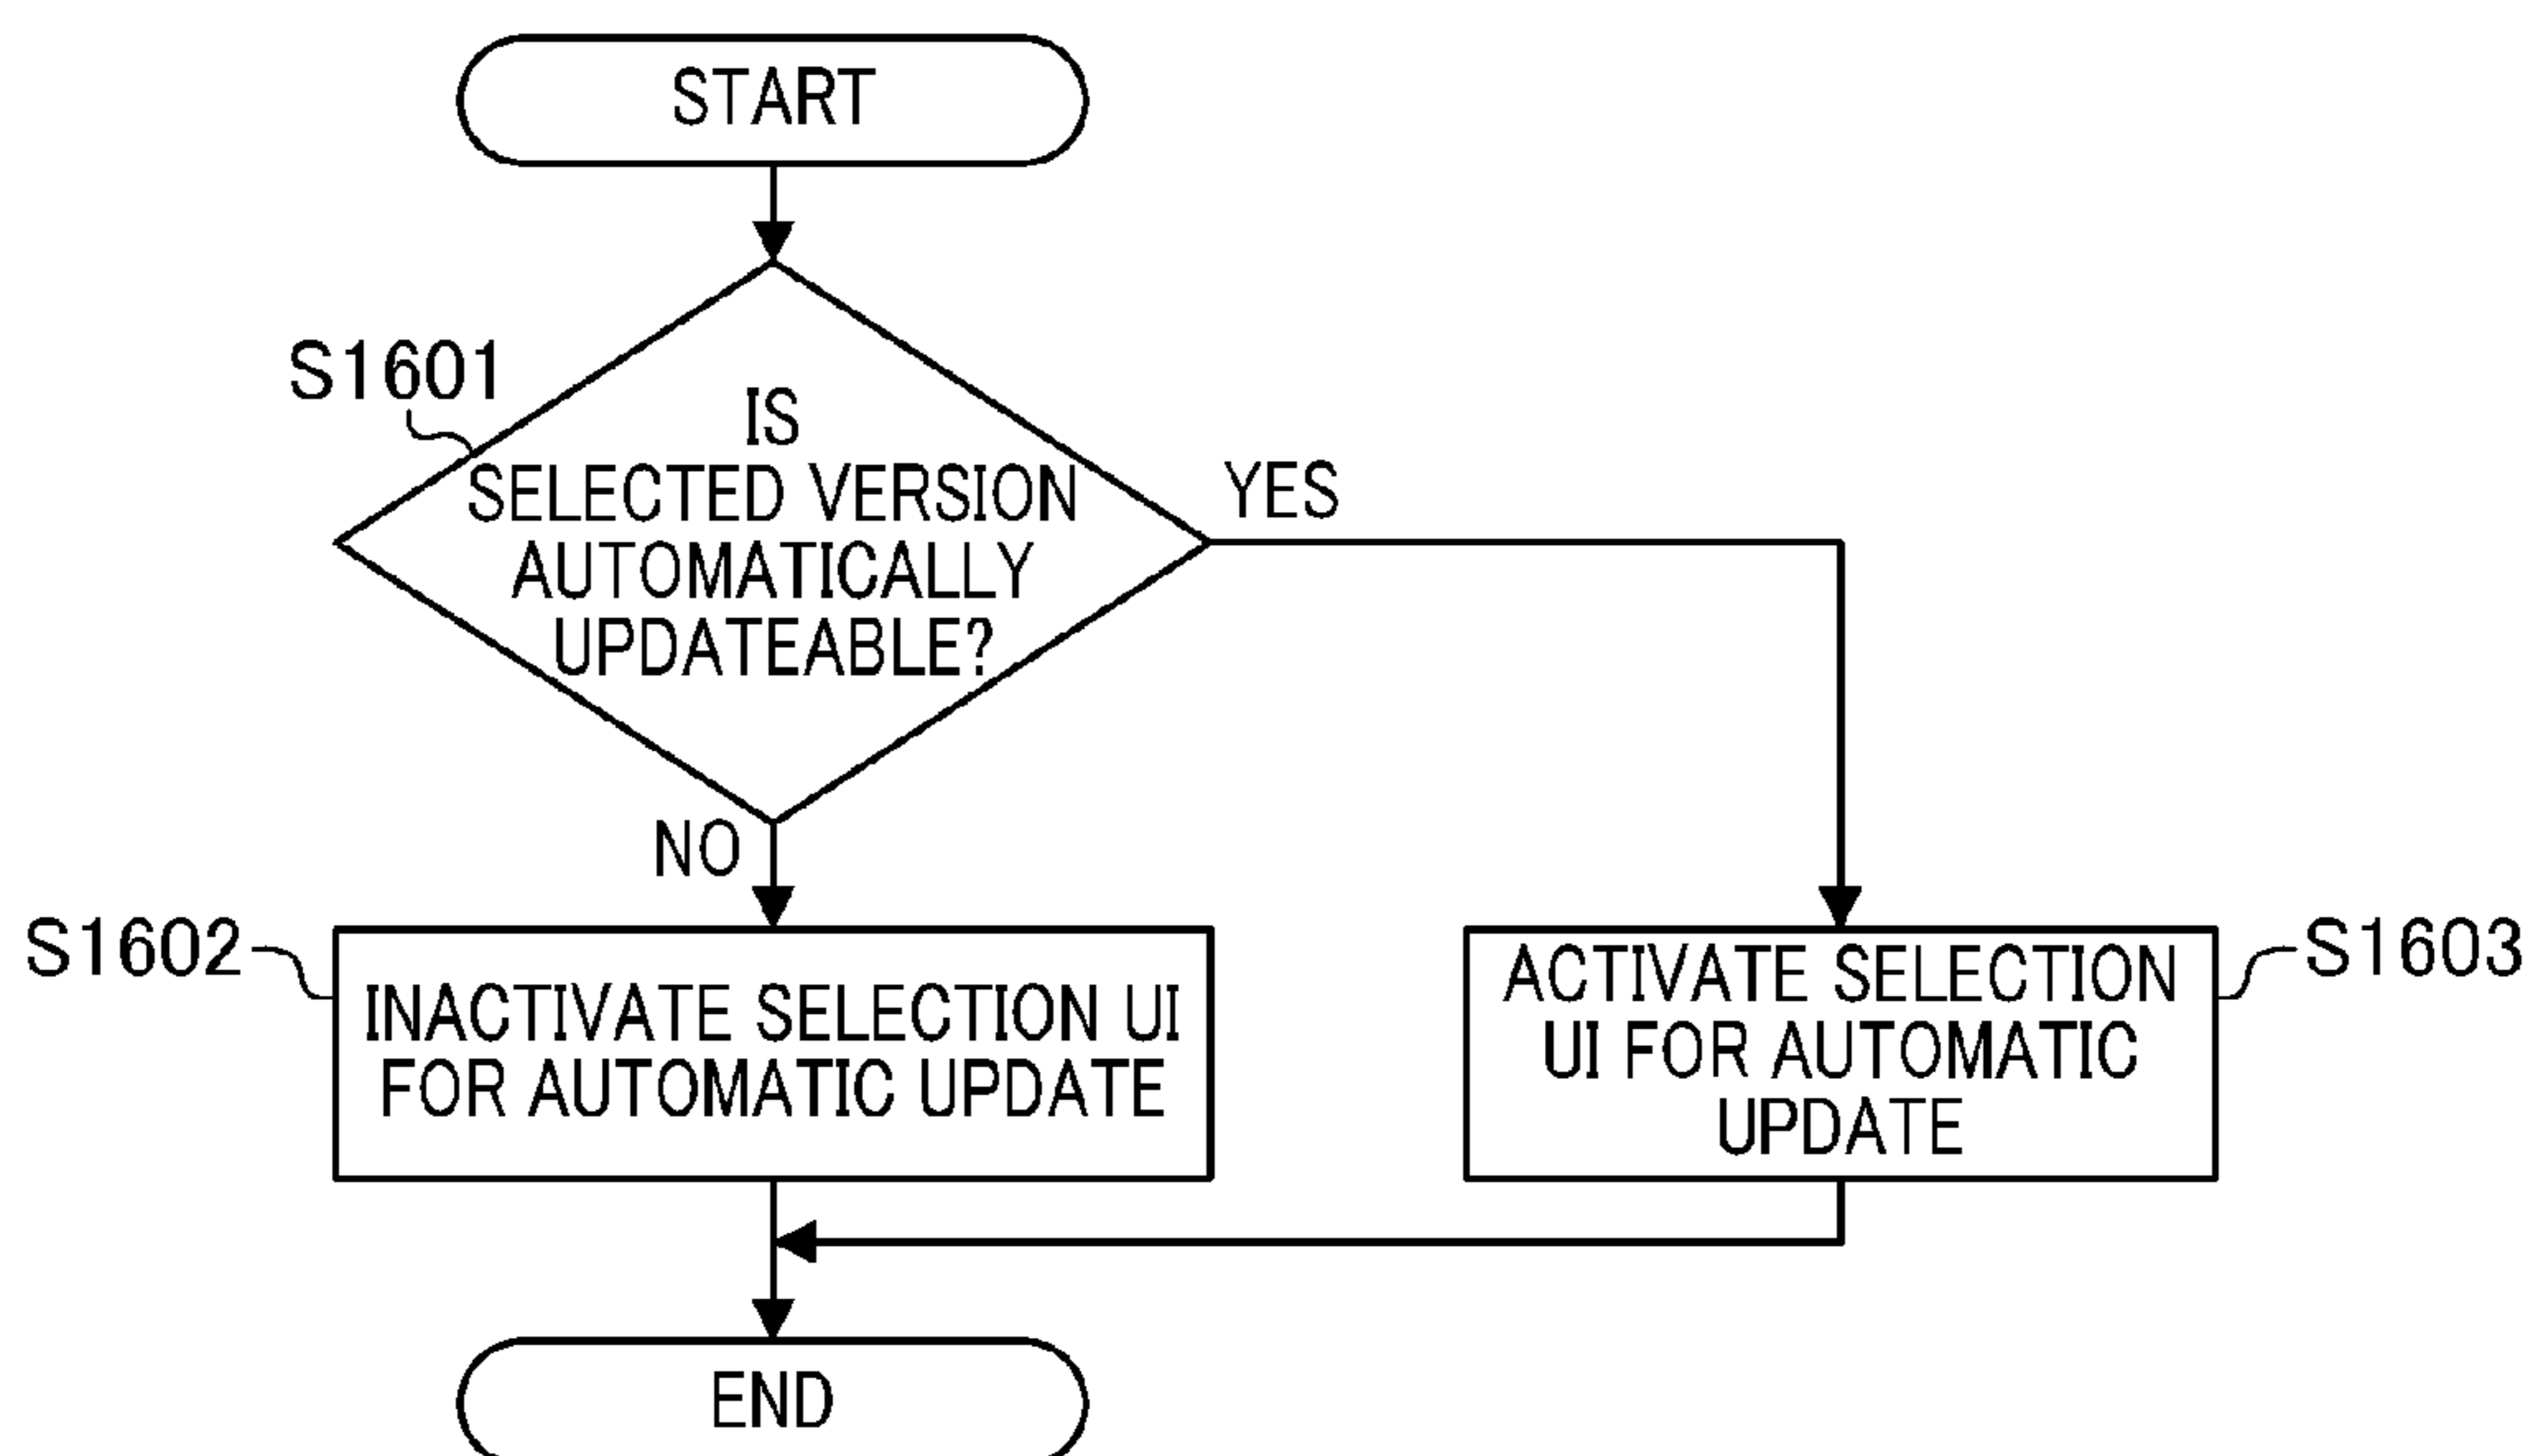 START
S1601
IS
SELECTED VERSION
AUTOMATICALLY
UPDATEABLE?
YES
NO
S1602
INACTIVATE SELECTION UI
FOR AUTOMATIC UPDATE
ACTIVATE SELECTION
UI FOR AUTOMATIC
UPDATE
S1603
END